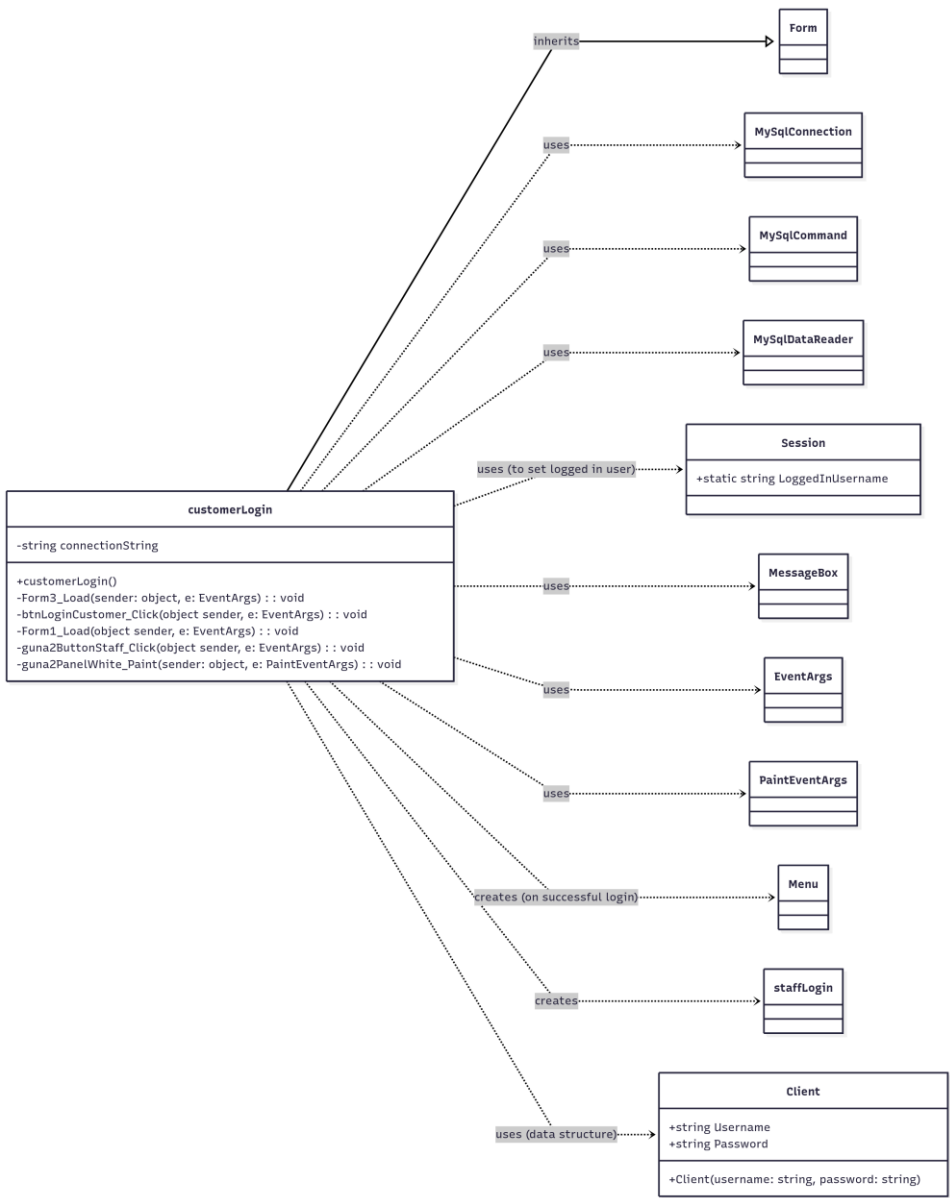 Form
inherits
MySqlConnection
uses
MySqlCommand
uses
MySqlDataReader
uses
Session
uses (to set logged in user)
+static string LoggedInUsername
customerLogin
-string connectionString
+customerLogin()
-Form3_Load(sender: object, e: EventArgs) : : void
-btnLoginCustomer_Click(object sender, e: EventArgs) : : void
-Form1_Load(object sender, e: EventArgs) : : void
-guna2ButtonStaff_Click(object sender, e: EventArgs) : : void
-guna2PanelWhite_Paint(sender: object, e: PaintEventArgs) : : void
MessageBox
uses
EventArgs
uses
PaintEventArgs
uses
Menu
creates (on successful login)
staffLogin
creates
Client
uses (data structure)
+string Username
+string Password
+Client(username: string, password: string)